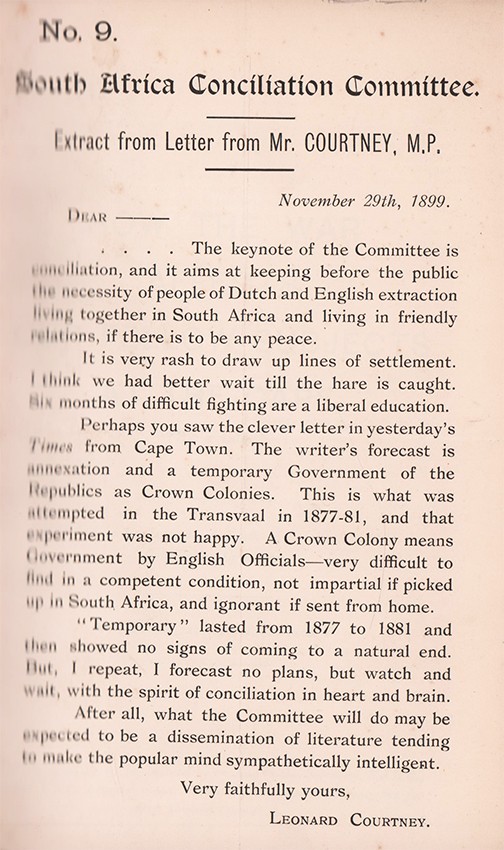 No. 9.
South Africa Conciliation Committee.
Extract from Letter from Mr. COURTNEY, M.P.
November 29th, 1899.
DEAR ———
. . . . The keynote of the Committee is
conciliation, and it aims at keeping before the public
the necessity of people of Dutch and English extraction
living together in South Africa and living in friendly
relations, if there is to be any peace.
It is very rash to draw up lines of settlement.
I think we had better wait till the hare is caught.
Six months of difficult fighting are a liberal education.
Perhaps you saw the clever letter in yesterday's
Times from Cape Town. The writer's forecast is
annexation and a temporary Government of the
Republics as Crown Colonies. This is what was
attempted in the Transvaal in 1877-81, and that
experiment was not happy. A Crown Colony means
Government by English Officials—very difficult to
find in a competent condition, not impartial if picked
up in South Africa, and ignorant if sent from home.
"Temporary" lasted from 1877 to 1881 and
then showed no signs of coming to a natural end.
But, I repeat, I forecast no plans, but watch and
wait, with the spirit of conciliation in heart and brain.
After all, what the Committee will do may be
expected to be a dissemination of literature tending
to make the popular mind sympathetically intelligent.
Very faithfully yours,
LEONARD COURTNEY.